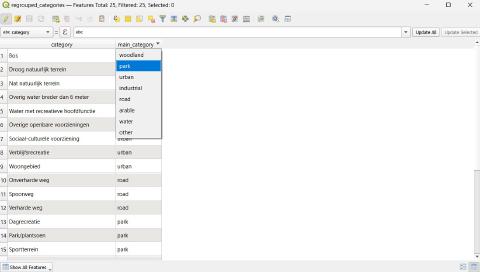 regrouped_categories — Features Total: 25, Filtered: 25, Selected: 0
abc category = ε abc Update All Update Selected
category main_category
1 Bos
2 Droog natuurlijk terrein
3 Nat natuurlijk terrein
4 Overig water breder dan 6 meter
5 Water met recreatieve hoofdfunctie
6 Overige openbare voorzieningen
7 Sociaal-culturele voorziening urban
8 Verblijfsrecreatie urban
9 Woongebied urban
10 Onverharde weg road
11 Spoorweg road
12 Verharde weg road
13 Dagrecreatie park
14 Park/plantsoen park
15 Sportterrein park
woodland
park
urban
industrial
road
arable
water
other
Show All Features